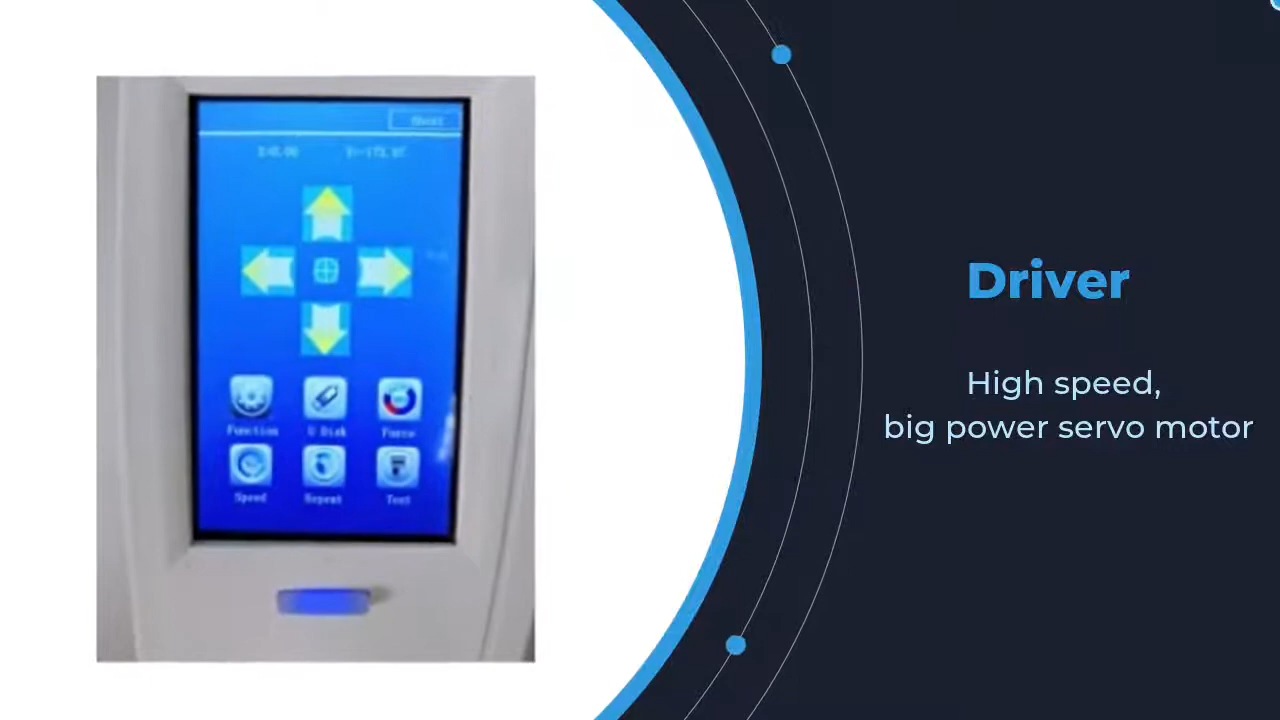 Function
U Disk
Force
Speed
Repeat
Test
Driver
High speed,
big power servo motor